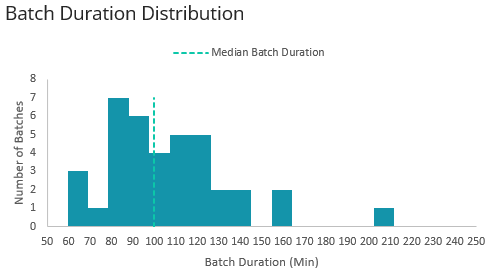 Batch Duration Distribution
Median Batch Duration
Number of Batches
8
7
6
5
4
3
2
1
0
50 60 70 80 90 100 110 120 130 140 150 160 170 180 190 200 210 220 230 240 250
Batch Duration (Min)